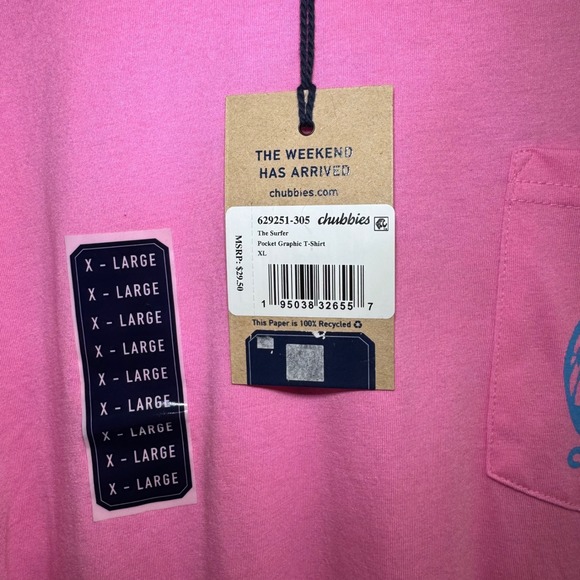 THE WEEKEND
HAS ARRIVED
chubbies.com
629251-305 chubbies
The Surfer
Pocket Graphic T-Shirt
XL
MSRP: $29.50
1 95038 32655 7
This Paper is 100% Recycled
X - LARGE
X - LARGE
X - LARGE
X - LARGE
X - LARGE
X - LARGE
X - LARGE
X - LARGE
X - LARGE